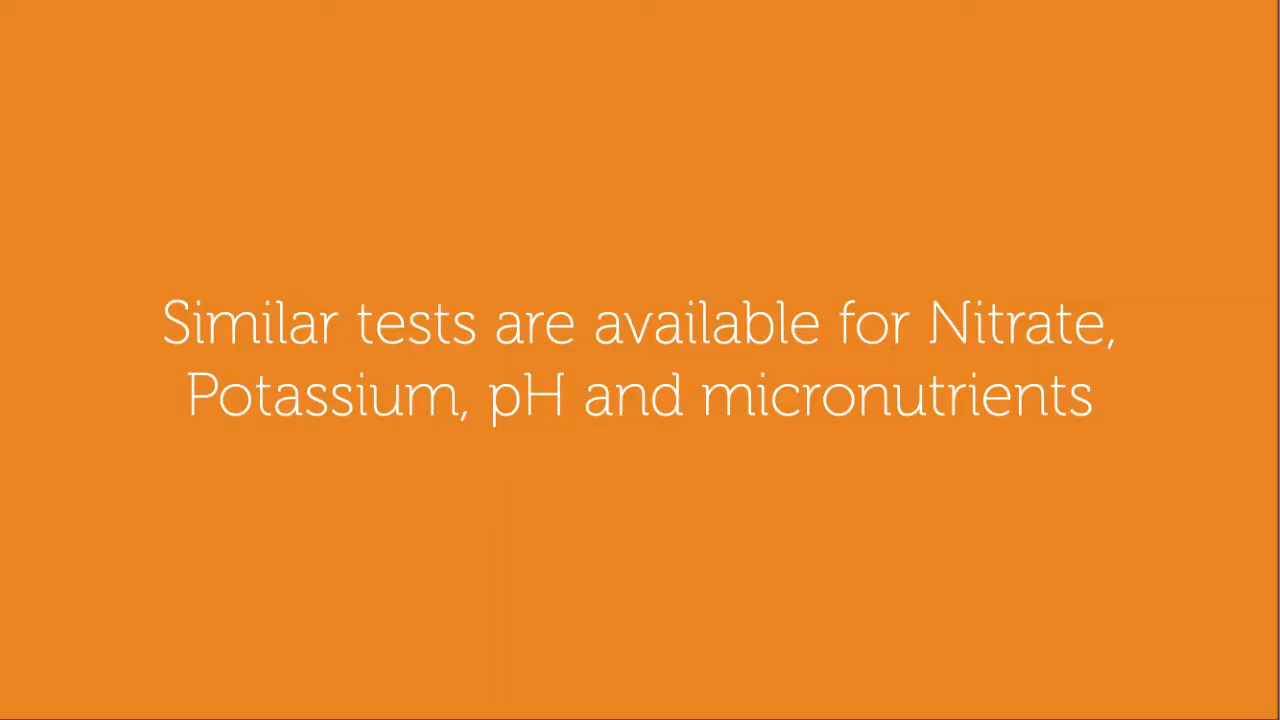 Similar tests are available for Nitrate,
Potassium, pH and micronutrients